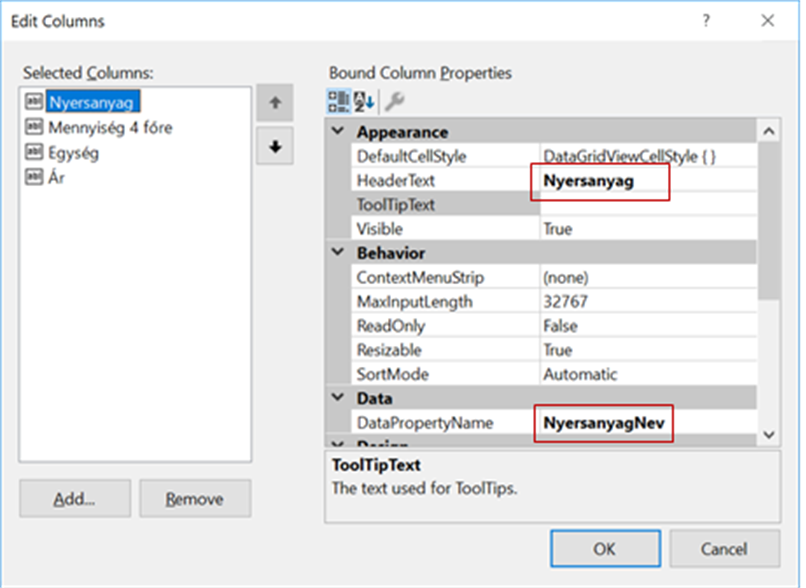 Edit Columns
?
Selected Columns:
Nyersanyag
Mennyiség 4 főre
Egység
Ár
Add...
Remove
Bound Column Properties
Appearance
DefaultCellStyle DataGridViewCellStyle { }
HeaderText Nyersanyag
ToolTipText
Visible True
Behavior
ContextMenuStrip (none)
MaxInputLength 32767
ReadOnly False
Resizable True
SortMode Automatic
Data
DataPropertyName NyersanyagNev
Design
ToolTipText
The text used for ToolTips.
OK
Cancel